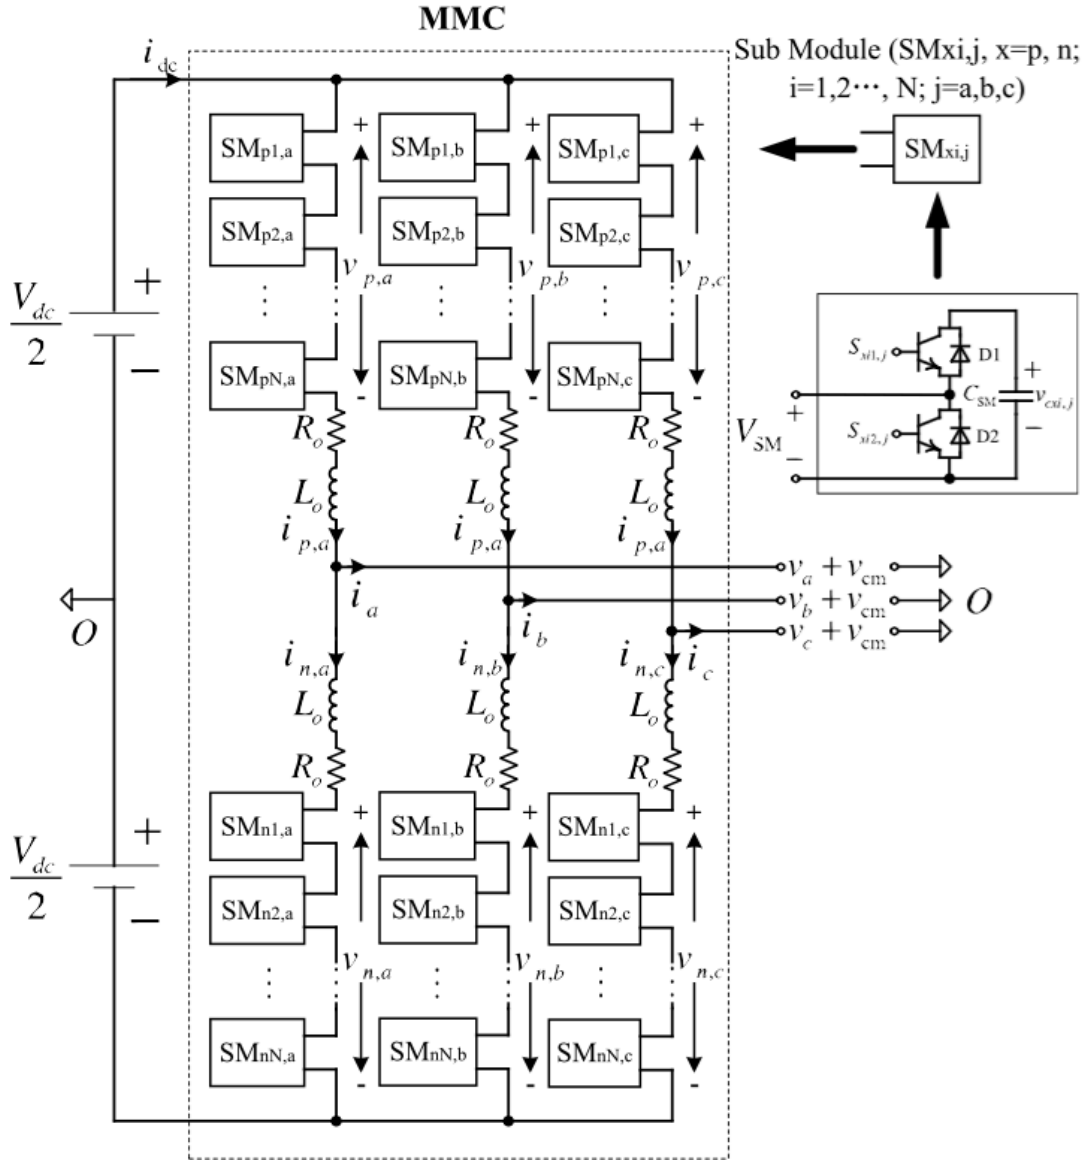 MMC
i_dc
Sub Module (SMxi,j, x=p, n;
i=1,2⋯, N; j=a,b,c)
SMxi,j
SMp1,a
SMp1,b
SMp1,c
+
+
+
SMp2,a
SMp2,b
SMp2,c
v_p,a
v_p,b
v_p,c
⋮
⋮
⋮
V_dc/2
+
−
SMpN,a
SMpN,b
SMpN,c
-
-
-
S_xi1,j
D1
C_SM
+
v_cxi,j
−
S_xi2,j
D2
+
V_SM
−
R_o
R_o
R_o
L_o
L_o
L_o
i_p,a
i_p,a
i_p,a
v_a + v_cm
v_b + v_cm
v_c + v_cm
O
O
i_a
i_b
i_c
i_n,a
i_n,b
i_n,c
L_o
L_o
L_o
R_o
R_o
R_o
SMn1,a
SMn1,b
SMn1,c
+
+
+
V_dc/2
+
−
SMn2,a
SMn2,b
SMn2,c
v_n,a
v_n,b
v_n,c
⋮
⋮
⋮
SMnN,a
SMnN,b
SMnN,c
-
-
-